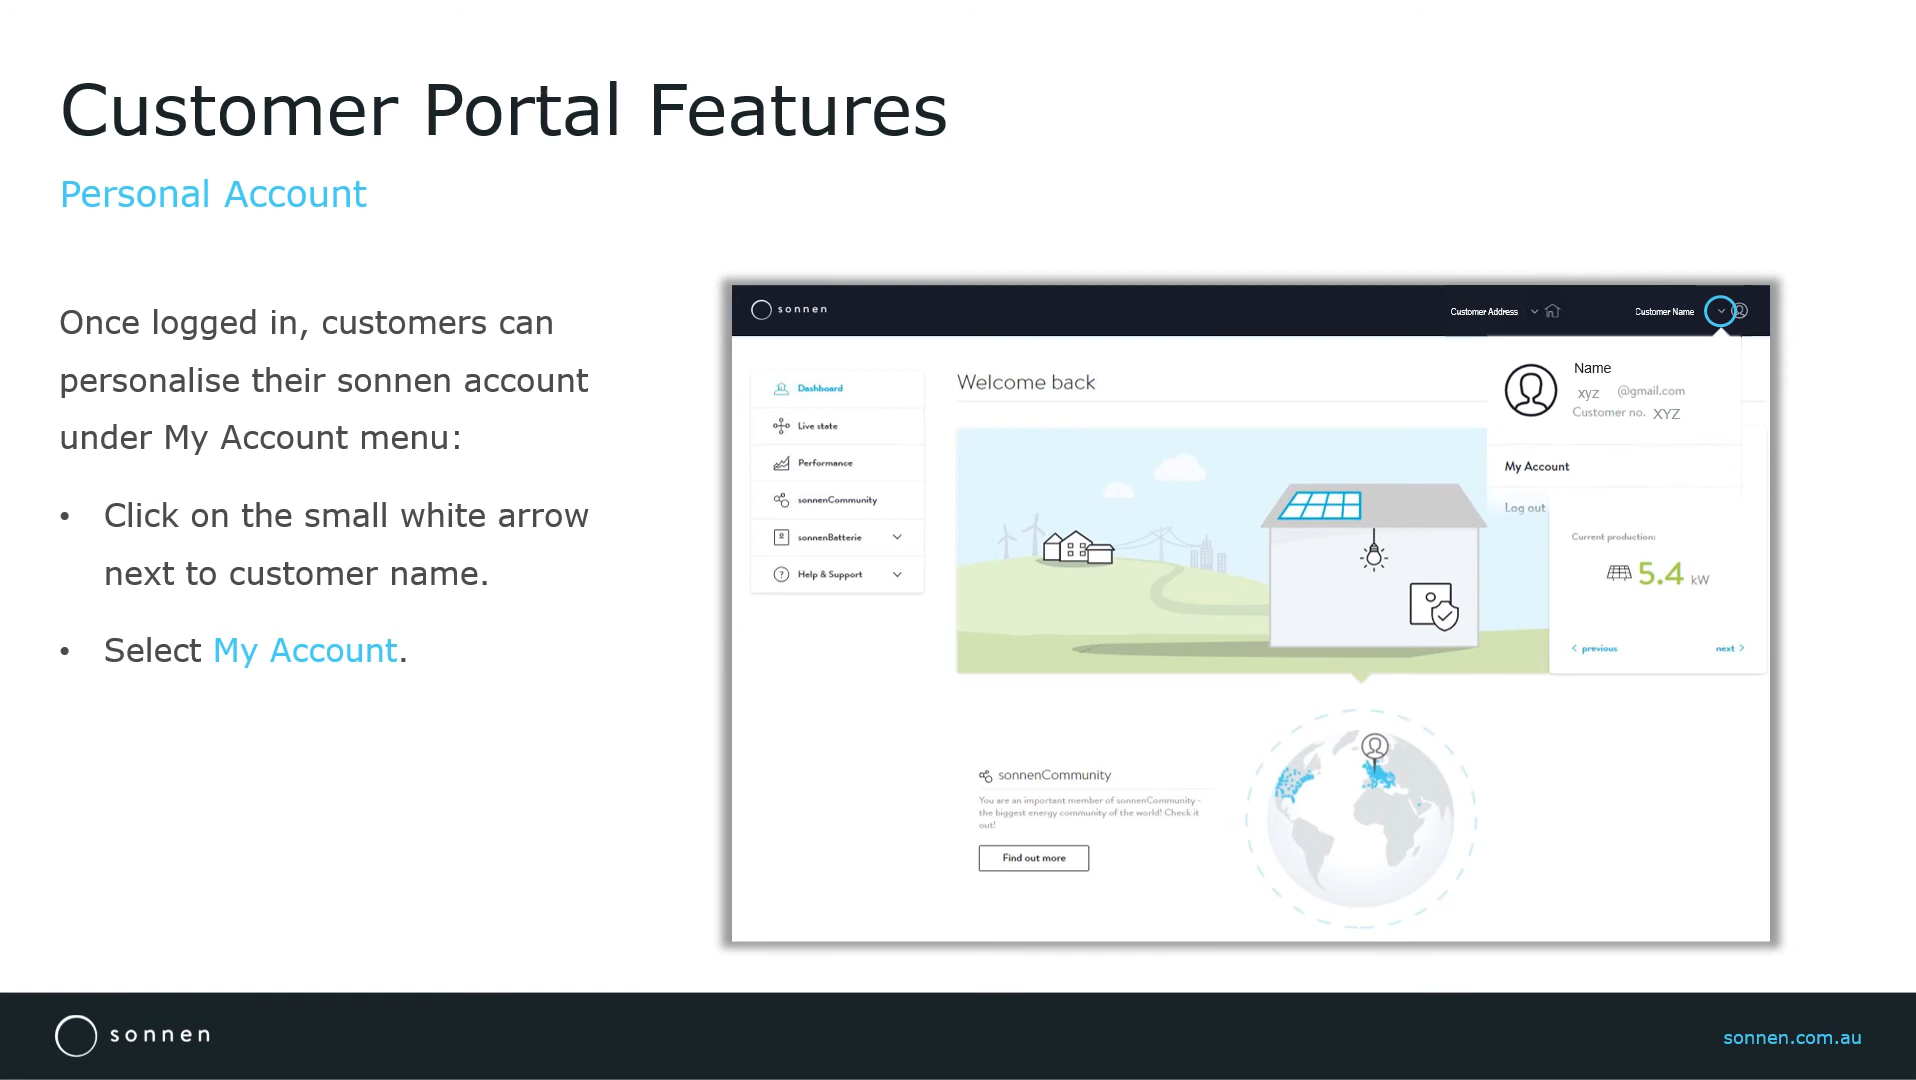 Customer Portal Features
Personal Account
Once logged in, customers can
personalise their sonnen account
under My Account menu:
• Click on the small white arrow
next to customer name.
• Select My Account.
sonnen
Customer Address
Customer Name
Dashboard
Live state
Performance
sonnenCommunity
sonnenBatterie
Help & Support
Welcome back
Name
xyz @gmail.com
Customer no. XYZ
My Account
Log out
Current production:
5.4 kW
previous
next
sonnenCommunity
You are an important member of sonnenCommunity -
the biggest energy community of the world! Check it
out!
Find out more
sonnen
sonnen.com.au